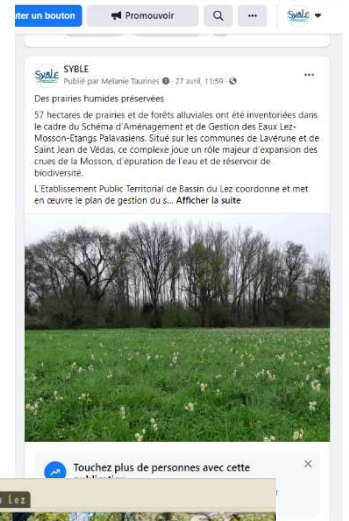 uter un bouton
Promouvoir
Syble
SYBLE
SYBLE
Publié par Melanie Taurines · 27 avril, 11:59 ·
Des prairies humides préservées
57 hectares de prairies et de forêts alluviales ont été inventoriées dans
le cadre du Schéma d'Aménagement et de Gestion des Eaux Lez-
Mosson-Etangs Palavasiens. Situé sur les communes de Lavérune et de
Saint Jean de Védas, ce complexe joue un rôle majeur d'expansion des
crues de la Mosson, d'épuration de l'eau et de réservoir de
biodiversité.
L'Etablissement Public Territorial de Bassin du Lez coordonne et met
en œuvre le plan de gestion du s... Afficher la suite
Touchez plus de personnes avec cette
Lez